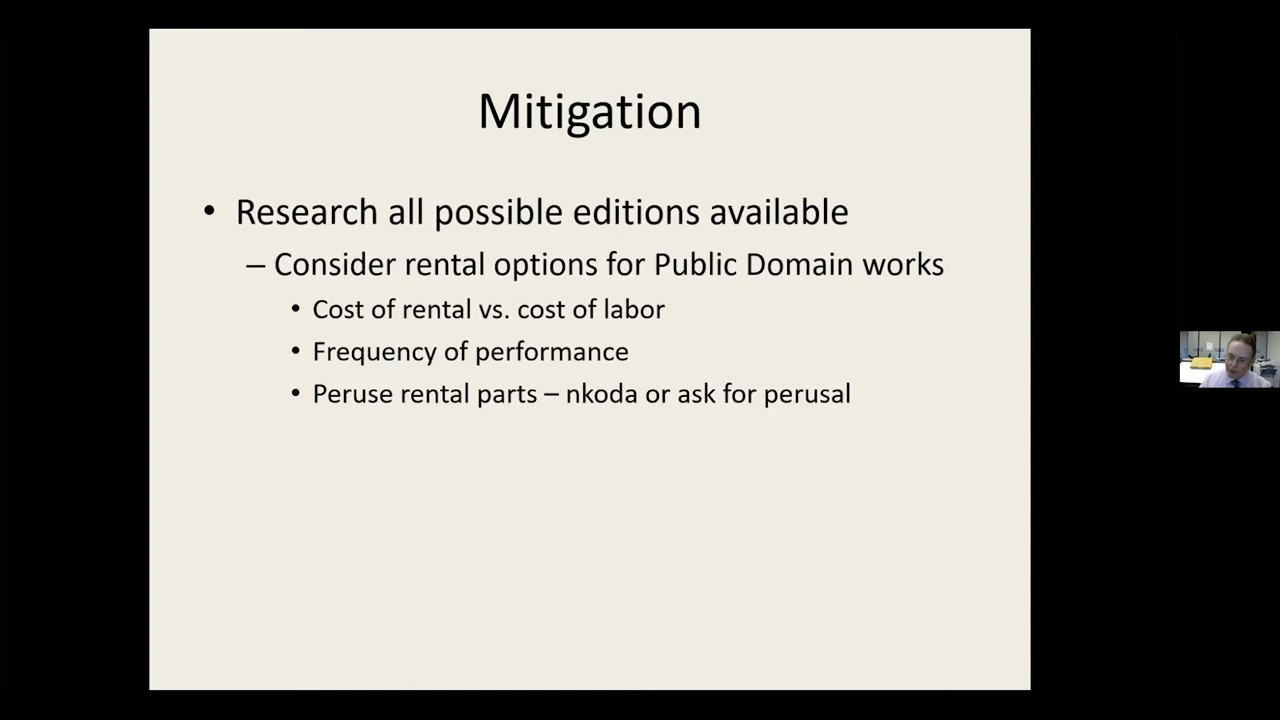 Mitigation
• Research all possible editions available
– Consider rental options for Public Domain works
• Cost of rental vs. cost of labor
• Frequency of performance
• Peruse rental parts – nkoda or ask for perusal